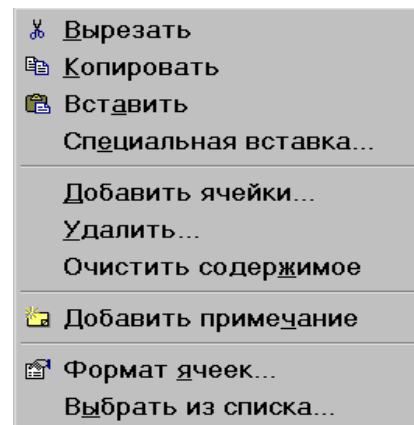 Вырезать
Копировать
Вставить
Специальная вставка...
Добавить ячейки...
Удалить...
Очистить содержимое
Добавить примечание
Формат ячеек...
Выбрать из списка...